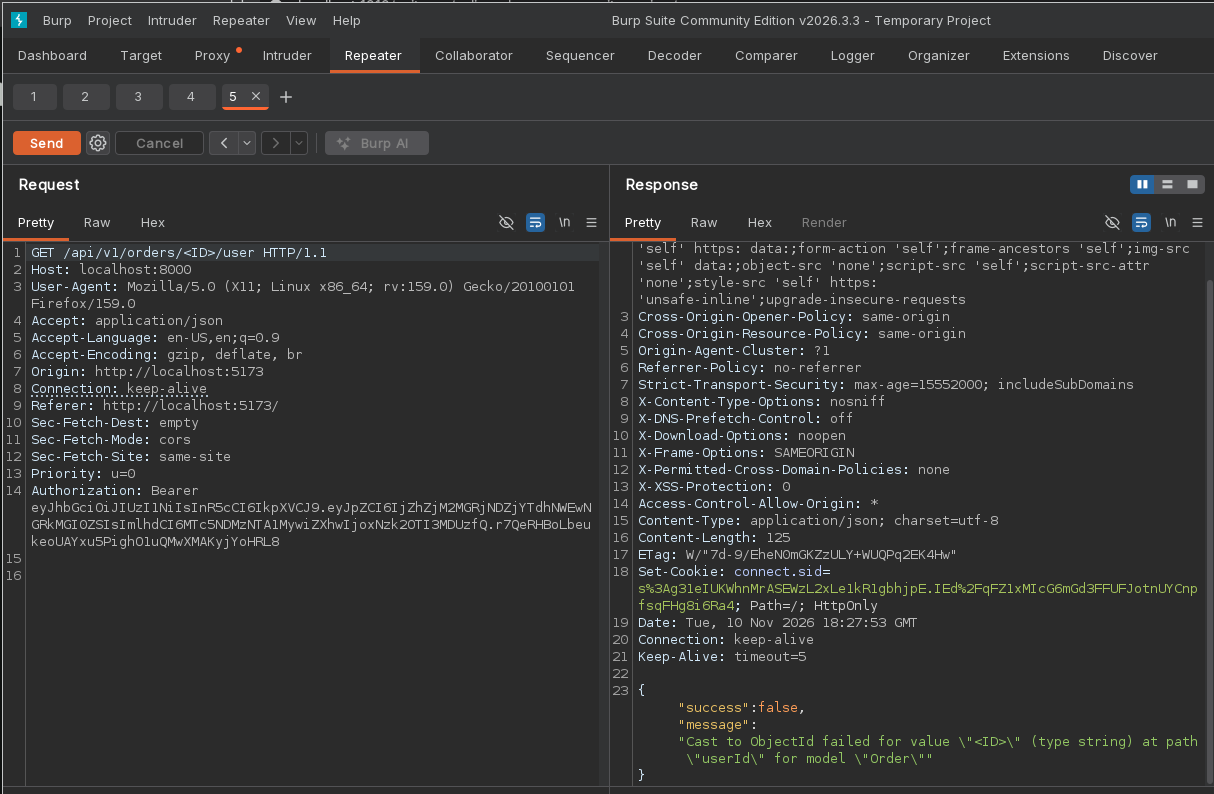 Burp Project Intruder Repeater View Help Burp Suite Community Edition v2026.3.3 - Temporary Project
Dashboard Target Proxy Intruder Repeater Collaborator Sequencer Decoder Comparer Logger Organizer Extensions Discover
1 2 3 4 5 × +
Send Cancel < > Burp AI
Request
Pretty Raw Hex \n
1 GET /api/v1/orders/<ID>/user HTTP/1.1
2 Host: localhost:8000
3 User-Agent: Mozilla/5.0 (X11; Linux x86_64; rv:159.0) Gecko/20100101
Firefox/159.0
4 Accept: application/json
5 Accept-Language: en-US,en;q=0.9
6 Accept-Encoding: gzip, deflate, br
7 Origin: http://localhost:5173
8 Connection: keep-alive
9 Referer: http://localhost:5173/
10 Sec-Fetch-Dest: empty
11 Sec-Fetch-Mode: cors
12 Sec-Fetch-Site: same-site
13 Priority: u=0
14 Authorization: Bearer
eyJhbGciOiJIUzI1NiIsInR5cCI6IkpXVCJ9.eyJpZCI6IjZhZjM2MGRjNDZjYTdhNWEwN
GRkMGI0ZSIsImlhdCI6MTc5NDMzNTA1MywiZXhwIjoxNzk2OTI3MDUzfQ.r7QeRHBoLbeu
keoUAYxu5PighO1uQMwXMAKyjYoHRL8
15
16
Response
Pretty Raw Hex Render \n
'self' https: data:;form-action 'self';frame-ancestors 'self';img-src
'self' data:;object-src 'none';script-src 'self';script-src-attr
'none';style-src 'self' https:
'unsafe-inline';upgrade-insecure-requests
3 Cross-Origin-Opener-Policy: same-origin
4 Cross-Origin-Resource-Policy: same-origin
5 Origin-Agent-Cluster: ?1
6 Referrer-Policy: no-referrer
7 Strict-Transport-Security: max-age=15552000; includeSubDomains
8 X-Content-Type-Options: nosniff
9 X-DNS-Prefetch-Control: off
10 X-Download-Options: noopen
11 X-Frame-Options: SAMEORIGIN
12 X-Permitted-Cross-Domain-Policies: none
13 X-XSS-Protection: 0
14 Access-Control-Allow-Origin: *
15 Content-Type: application/json; charset=utf-8
16 Content-Length: 125
17 ETag: W/"7d-9/EheNOmGKZzULY+WUQPq2EK4Hw"
18 Set-Cookie: connect.sid=
s%3Ag31eIUKWhnMrASEWzL2xLe1kR1gbhjpE.IEd%2FqFZ1xMIcG6mGd3FFUFJotnUYCnp
fsqFHg8i6Ra4; Path=/; HttpOnly
19 Date: Tue, 10 Nov 2026 18:27:53 GMT
20 Connection: keep-alive
21 Keep-Alive: timeout=5
22
23 {
"success":false,
"message":
"Cast to ObjectId failed for value \"<ID>\" (type string) at path
\"userId\" for model \"Order\""
}